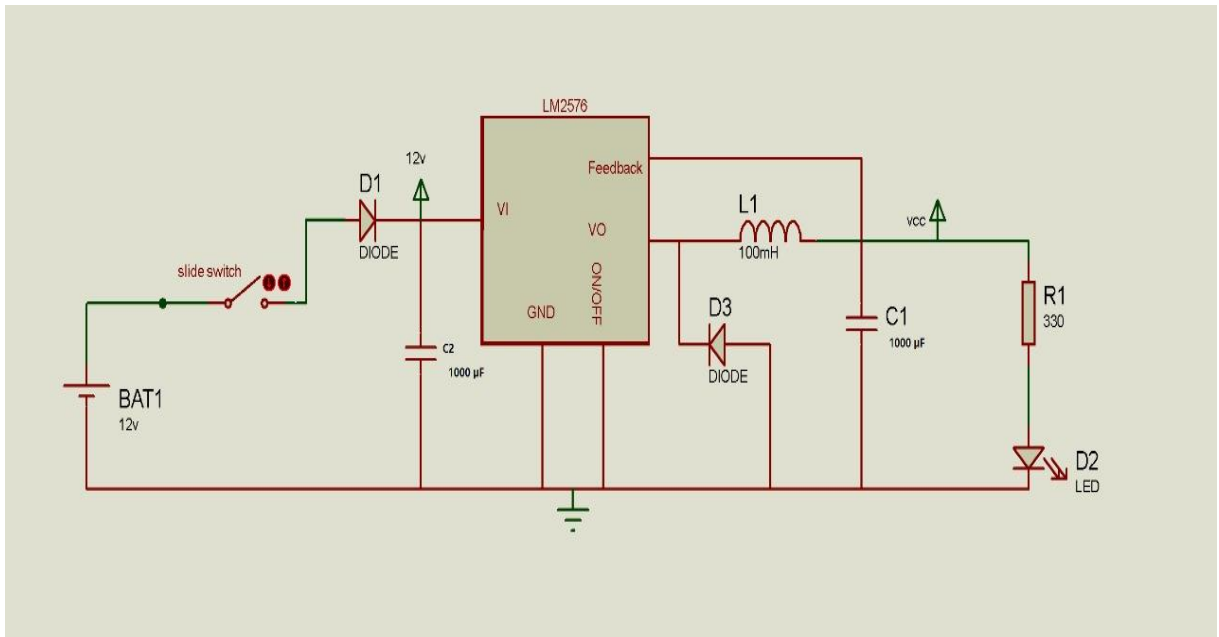 LM2576
Feedback
VI
VO
GND
ON/OFF
12v
D1
DIODE
slide switch
BAT1
12v
C2
1000 µF
L1
100mH
D3
DIODE
vcc
C1
1000 µF
R1
330
D2
LED